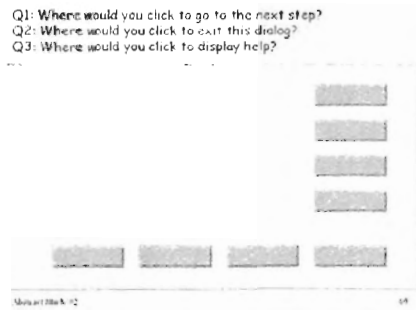 Q1: Where would you click to go to the next step?
Q2: Where would you click to exit this dialog?
Q3: Where would you click to display help?